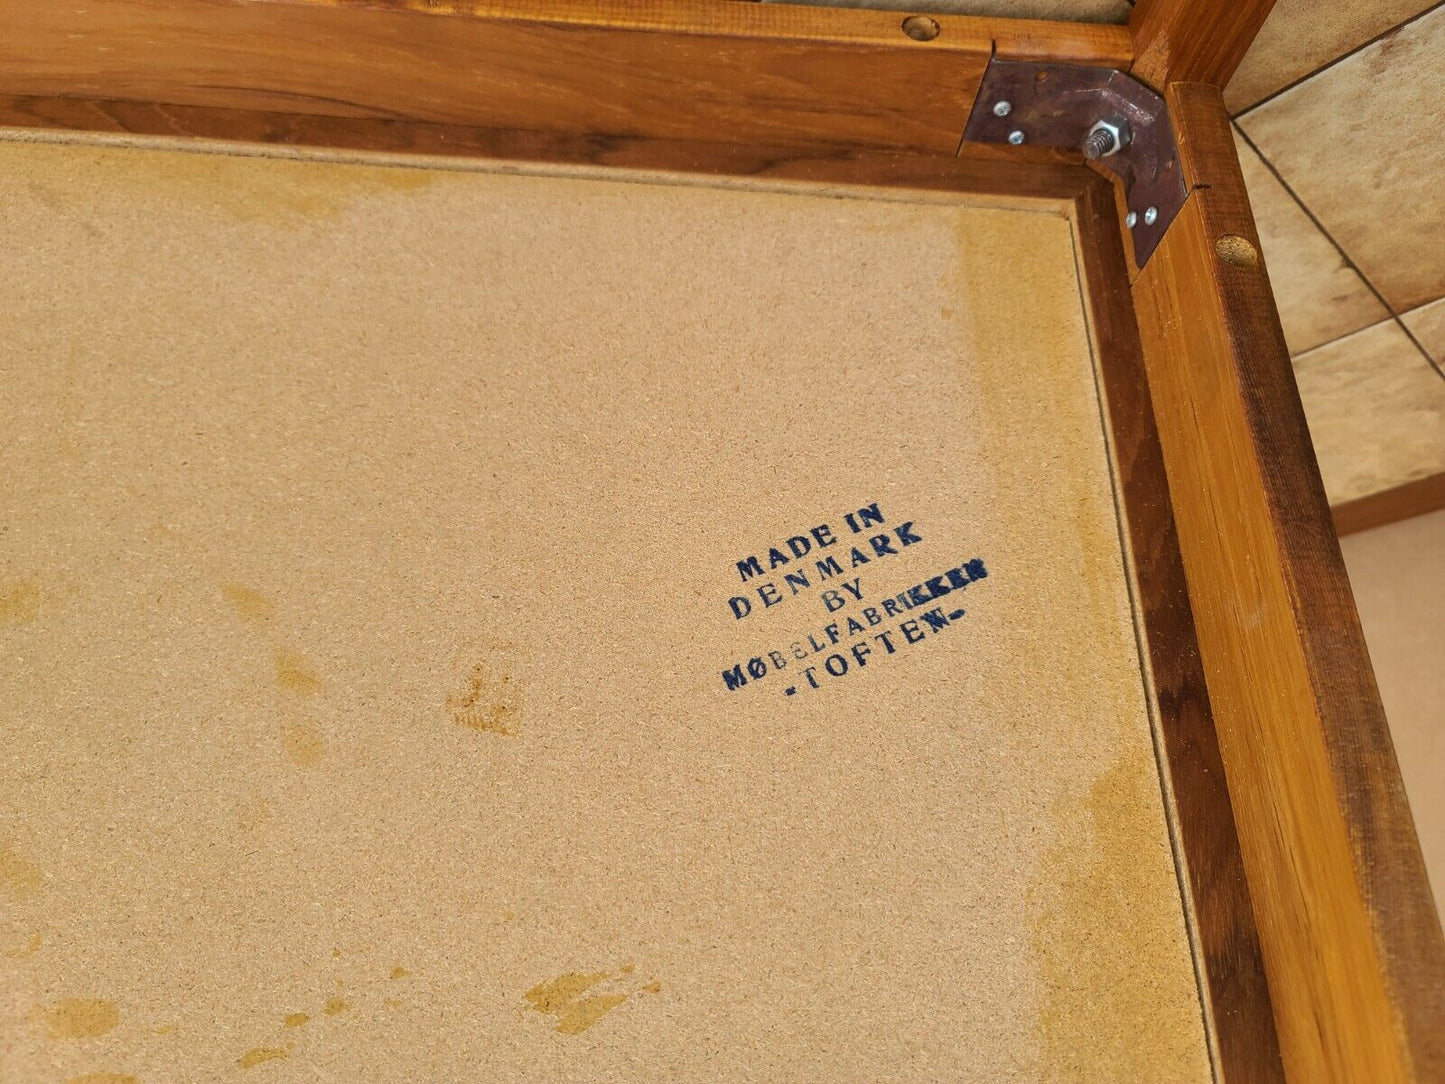 MADE IN
DENMARK
BY
MØBELFABRIKKEN
-TOFTEN-